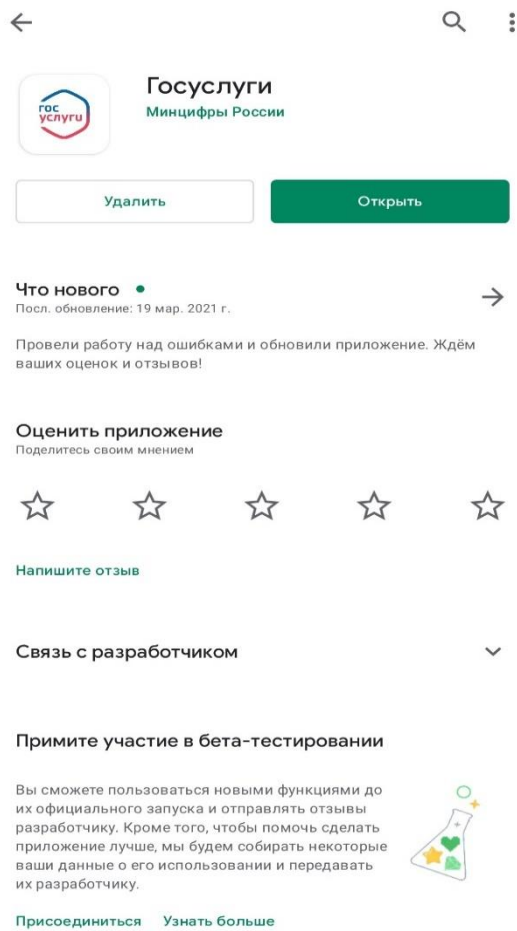 Госуслуги
гос
услуги
Минцифры России
Удалить
Открыть
Что нового
Посл. обновление: 19 мар. 2021 г.
Провели работу над ошибками и обновили приложение. Ждём
ваших оценок и отзывов!
Оценить приложение
Поделитесь своим мнением
Напишите отзыв
Связь с разработчиком
Примите участие в бета-тестировании
Вы сможете пользоваться новыми функциями до
их официального запуска и отправлять отзывы
разработчику. Кроме того, чтобы помочь сделать
приложение лучше, мы будем собирать некоторые
ваши данные о его использовании и передавать
их разработчику.
Присоединиться
Узнать больше